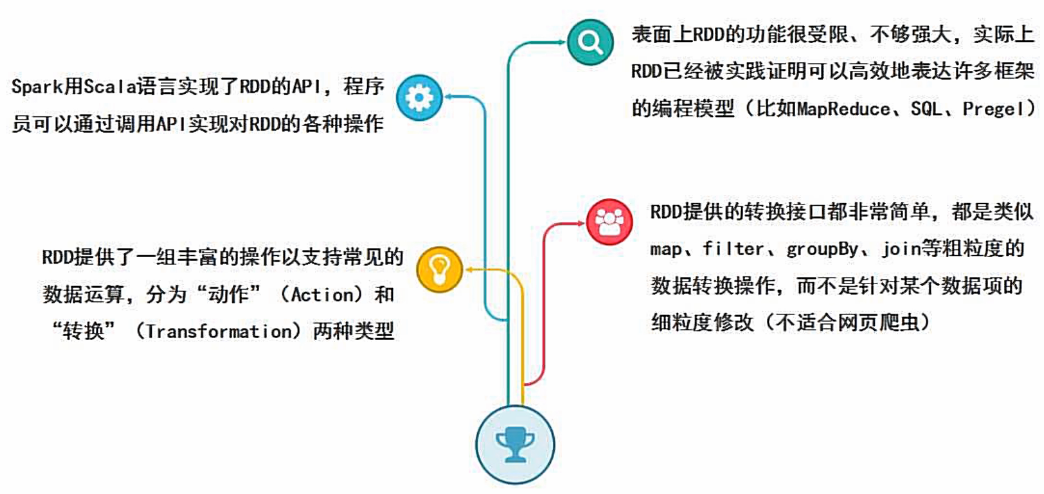 Spark用Scala语言实现了RDD的API，程序
员可以通过调用API实现对RDD的各种操作
RDD提供了一组丰富的操作以支持常见的
数据运算，分为“动作”（Action）和
“转换”（Transformation）两种类型
表面上RDD的功能很受限、不够强大，实际上
RDD已经被实践证明可以高效地表达许多框架
的编程模型（比如MapReduce、SQL、Pregel）
RDD提供的转换接口都非常简单，都是类似
map、filter、groupBy、join等粗粒度的
数据转换操作，而不是针对某个数据项的
细粒度修改（不适合网页爬虫）